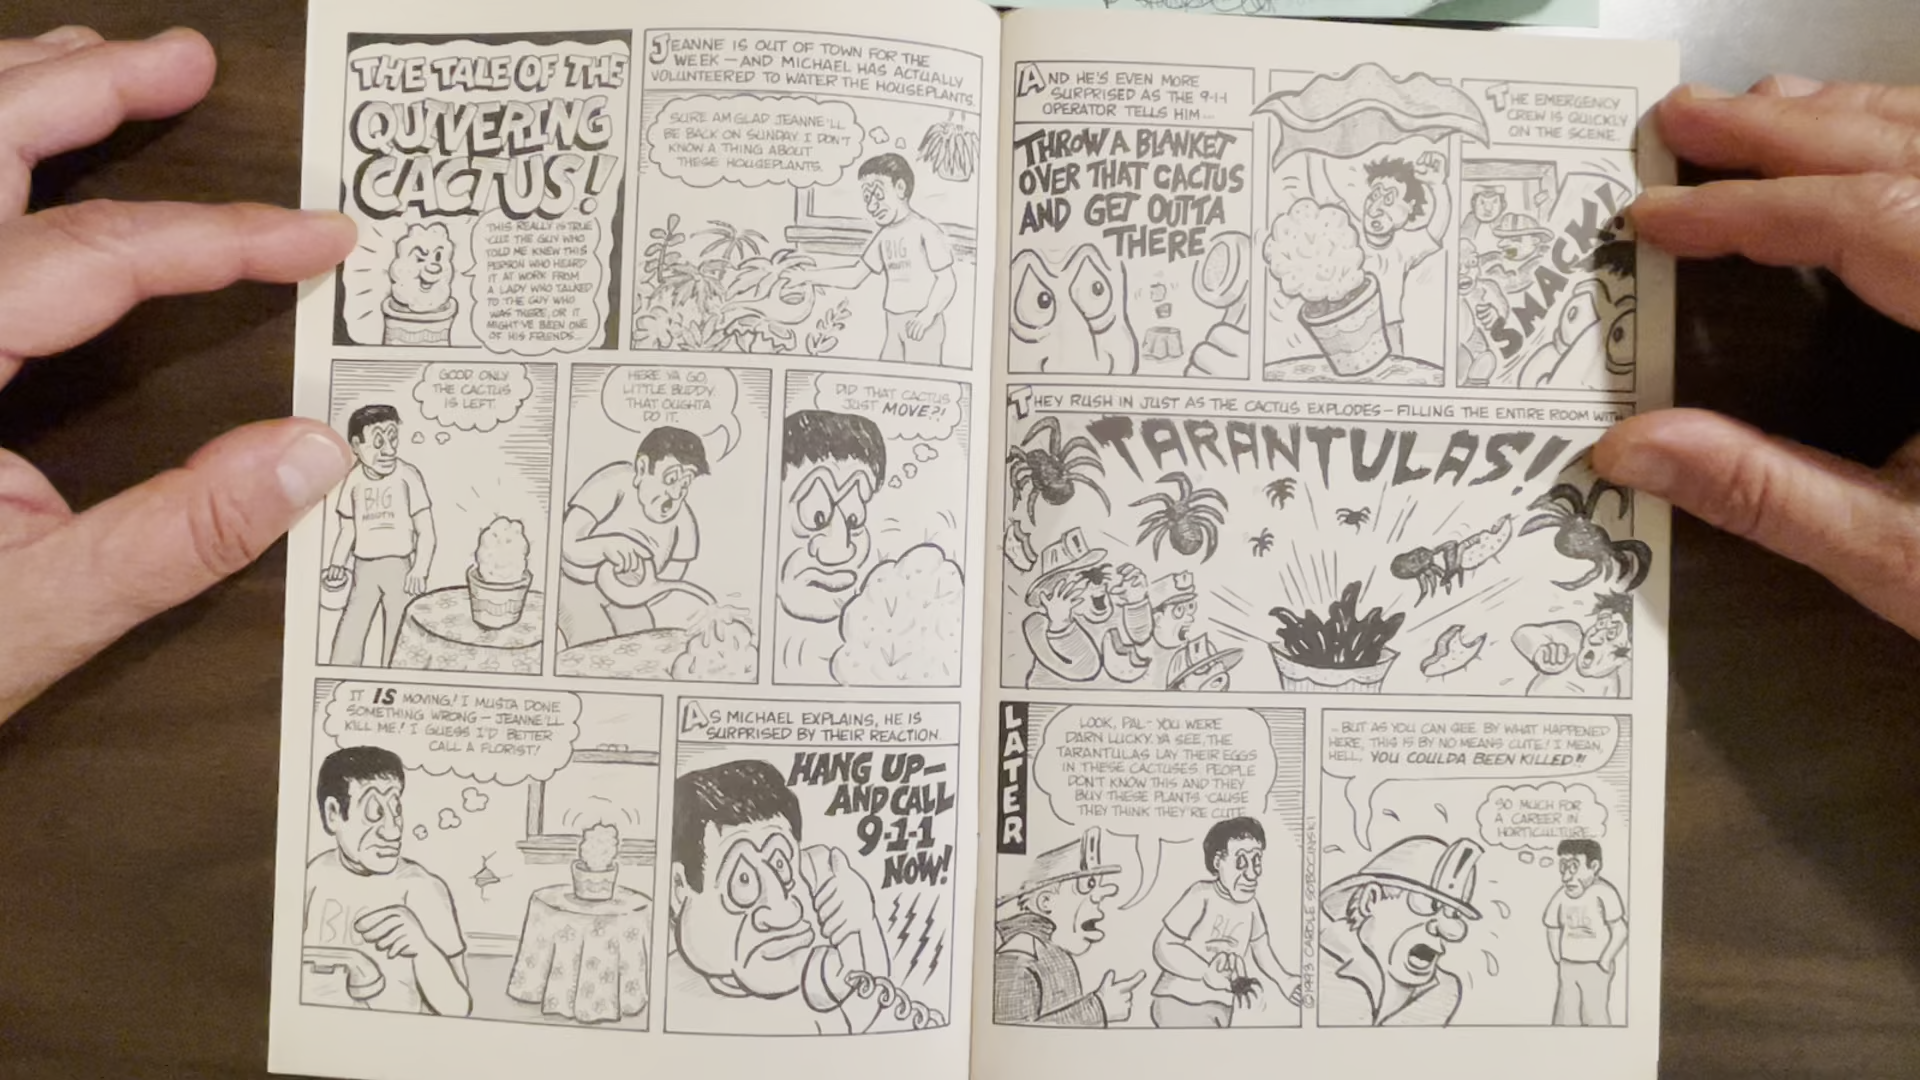 THE TALE OF THE
QUIVERING
CACTUS!
THIS REALLY IS TRUE
'CUZ THE GUY WHO
TOLD ME KNEW THIS
PERSON WHO HEARD
IT AT WORK FROM
A LADY WHO TALKED
TO THE GUY WHO
WAS THERE, OR IT
MIGHT'VE BEEN ONE
OF HIS FRIENDS...
JEANNE IS OUT OF TOWN FOR THE
WEEK—AND MICHAEL HAS ACTUALLY
VOLUNTEERED TO WATER THE HOUSEPLANTS.
SURE AM GLAD JEANNE'LL
BE BACK ON SUNDAY. I DON'T
KNOW A THING ABOUT
THESE HOUSEPLANTS.
BIG
MOUTH
GOOD. ONLY
THE CACTUS
IS LEFT.
BIG
MOUTH
HERE YA GO,
LITTLE BUDDY.
THAT OUGHTA
DO IT.
DID THAT CACTUS
JUST MOVE?!
IT IS MOVING! I MUSTA DONE
SOMETHING WRONG—JEANNE'LL
KILL ME! I GUESS I'D BETTER
CALL A FLORIST!
BIG
AS MICHAEL EXPLAINS, HE IS
SURPRISED BY THEIR REACTION.
HANG UP—
AND CALL
9-1-1
NOW!
AND HE'S EVEN MORE
SURPRISED AS THE 9-1-1
OPERATOR TELLS HIM...
THROW A BLANKET
OVER THAT CACTUS
AND GET OUTTA
THERE
THE EMERGENCY
CREW IS QUICKLY
ON THE SCENE.
SMACK!
THEY RUSH IN JUST AS THE CACTUS EXPLODES—FILLING THE ENTIRE ROOM WITH
TARANTULAS!
LATER
LOOK, PAL- YOU WERE
DARN LUCKY. YA SEE, THE
TARANTULAS LAY THEIR EGGS
IN THESE CACTUSES. PEOPLE
DON'T KNOW THIS AND THEY
BUY THESE PLANTS 'CAUSE
THEY THINK THEY'RE CUTE
BIG
MOUTH
©1993 CAROLE SOBOCINSKI
...BUT AS YOU CAN SEE BY WHAT HAPPENED
HERE, THIS IS BY NO MEANS CUTE! I MEAN,
HELL, YOU COULDA BEEN KILLED!!
SO MUCH FOR
A CAREER IN
HORTICULTURE...
BIG